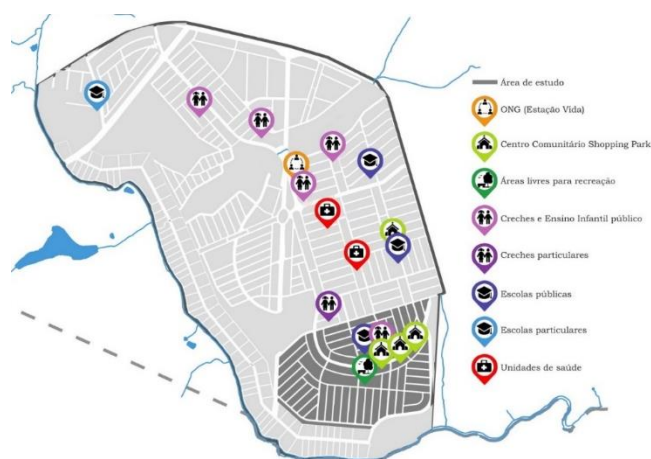 Área de estudo
ONG (Estação Vida)
Centro Comunitário Shopping Park
Áreas livres para recreação
Creches e Ensino Infantil público
Creches particulares
Escolas públicas
Escolas particulares
Unidades de saúde